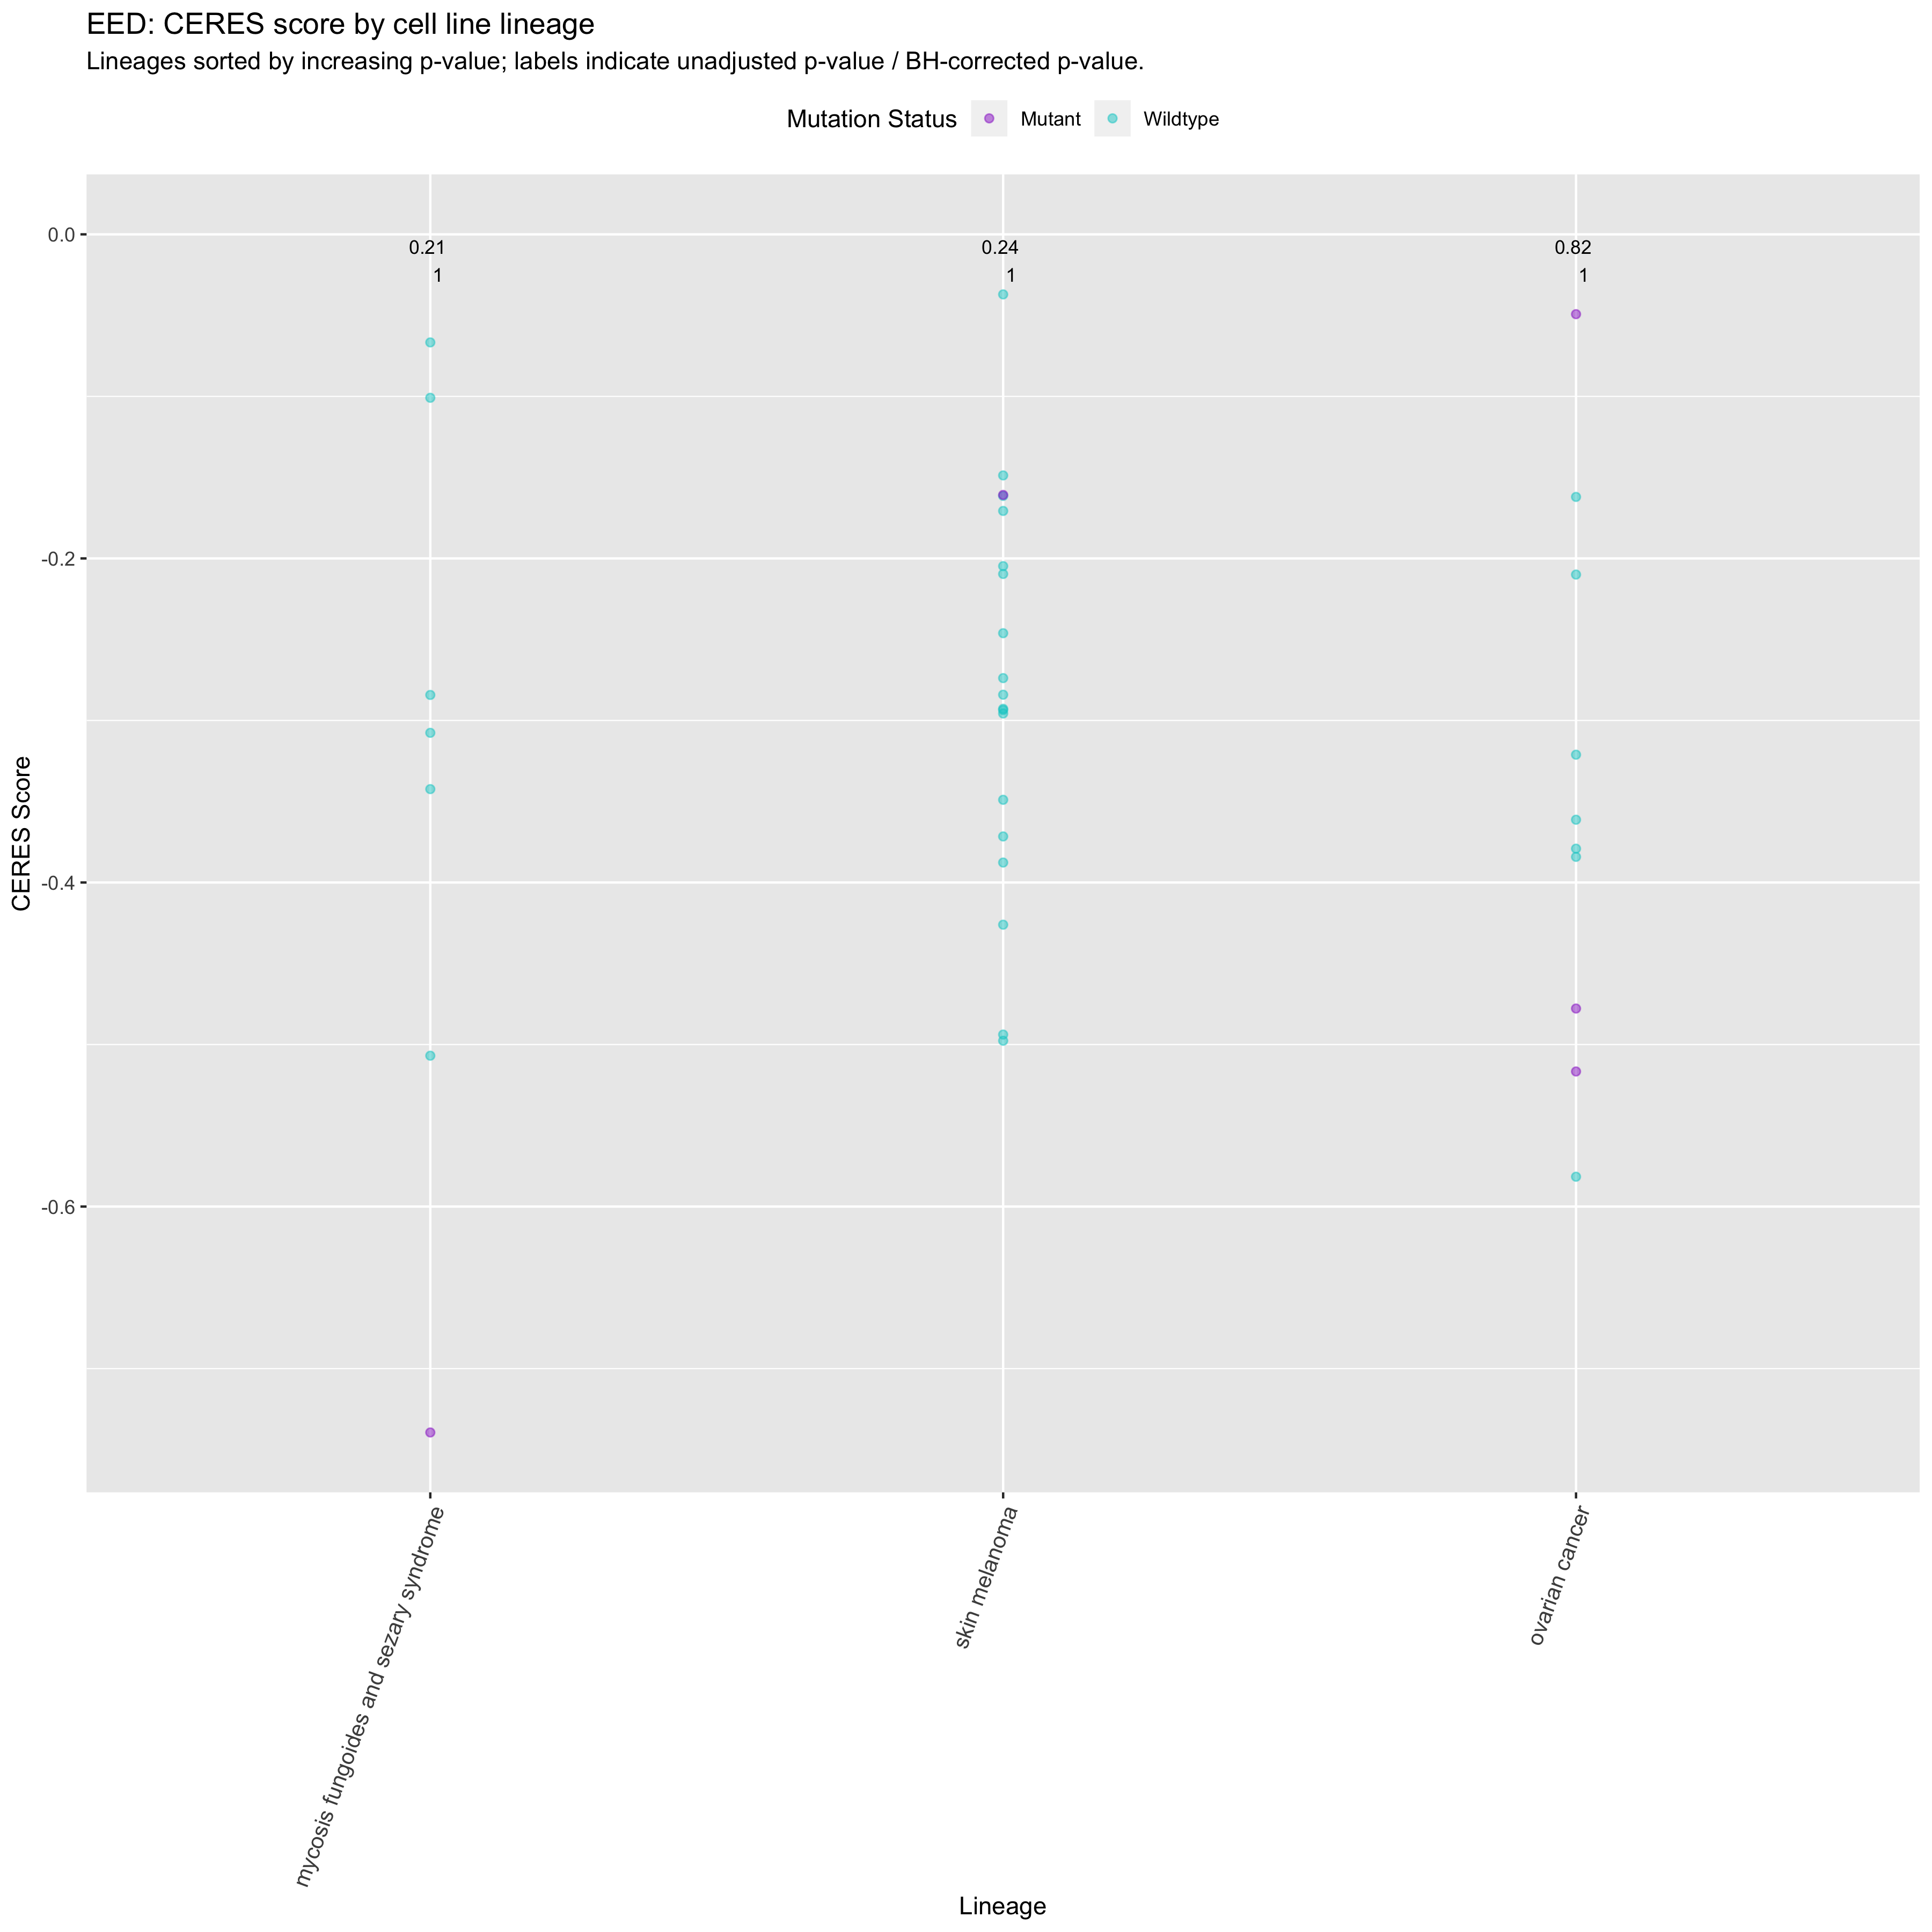 EED: CERES score by cell line lineage
Lineages sorted by increasing p-value; labels indicate unadjusted p-value / BH-corrected p-value.
Mutation Status Mutant Wildtype
0.0
0.21
1
0.24
1
0.82
1
-0.2
-0.4
-0.6
CERES Score
mycosis fungoides and sezary syndrome
skin melanoma
ovarian cancer
Lineage